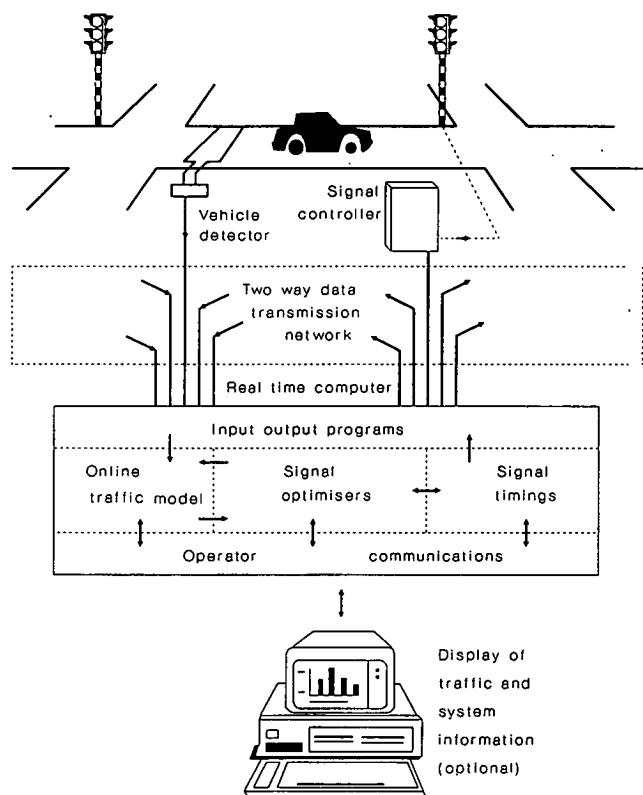 Vehicle
detector
Signal
controller
Two way data
transmission
network
Real time computer
Input output programs
Online
traffic model
Signal
optimisers
Signal
timings
Operator communications
Display of
traffic and
system
information
(optional)